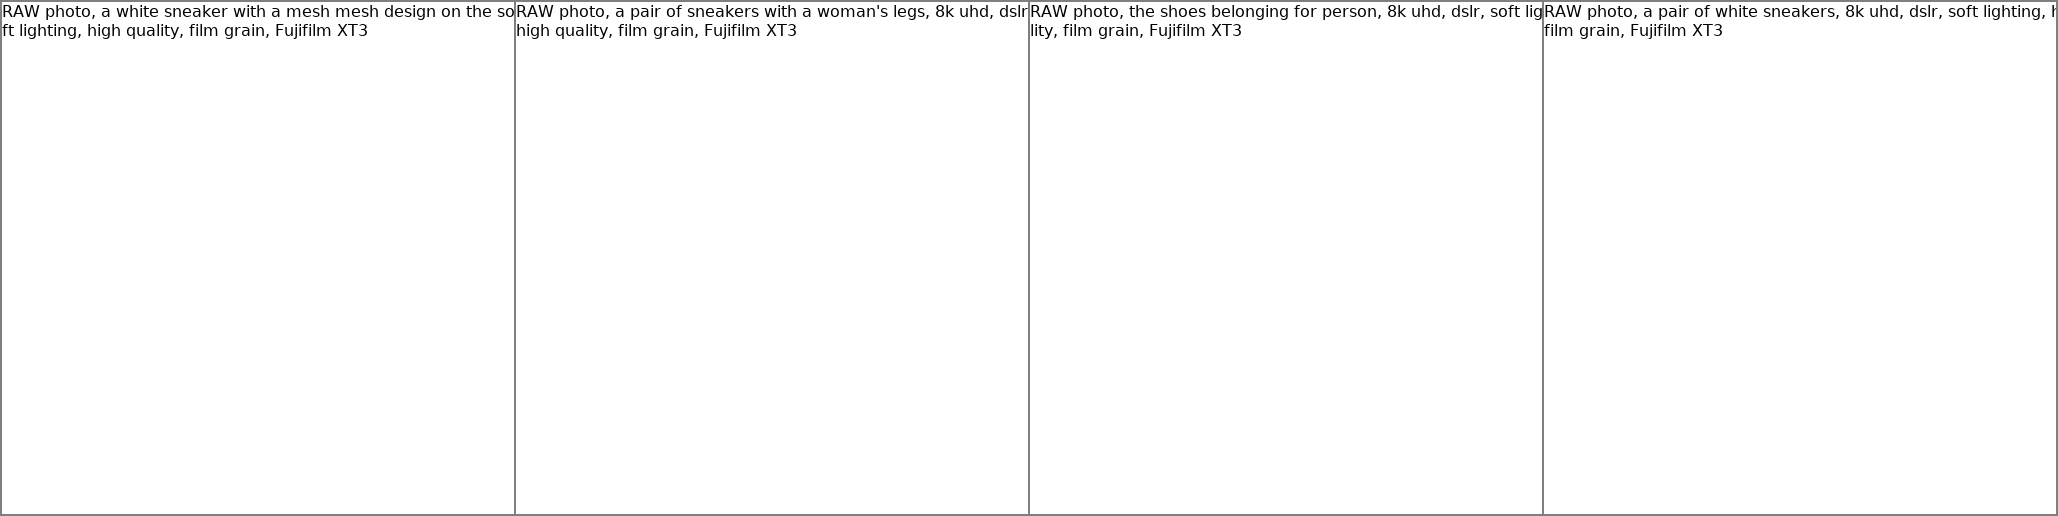 RAW photo, a white sneaker with a mesh mesh design on the so
ft lighting, high quality, film grain, Fujifilm XT3
RAW photo, a pair of sneakers with a woman's legs, 8k uhd, dslr
high quality, film grain, Fujifilm XT3
RAW photo, the shoes belonging for person, 8k uhd, dslr, soft lig
lity, film grain, Fujifilm XT3
RAW photo, a pair of white sneakers, 8k uhd, dslr, soft lighting,
film grain, Fujifilm XT3